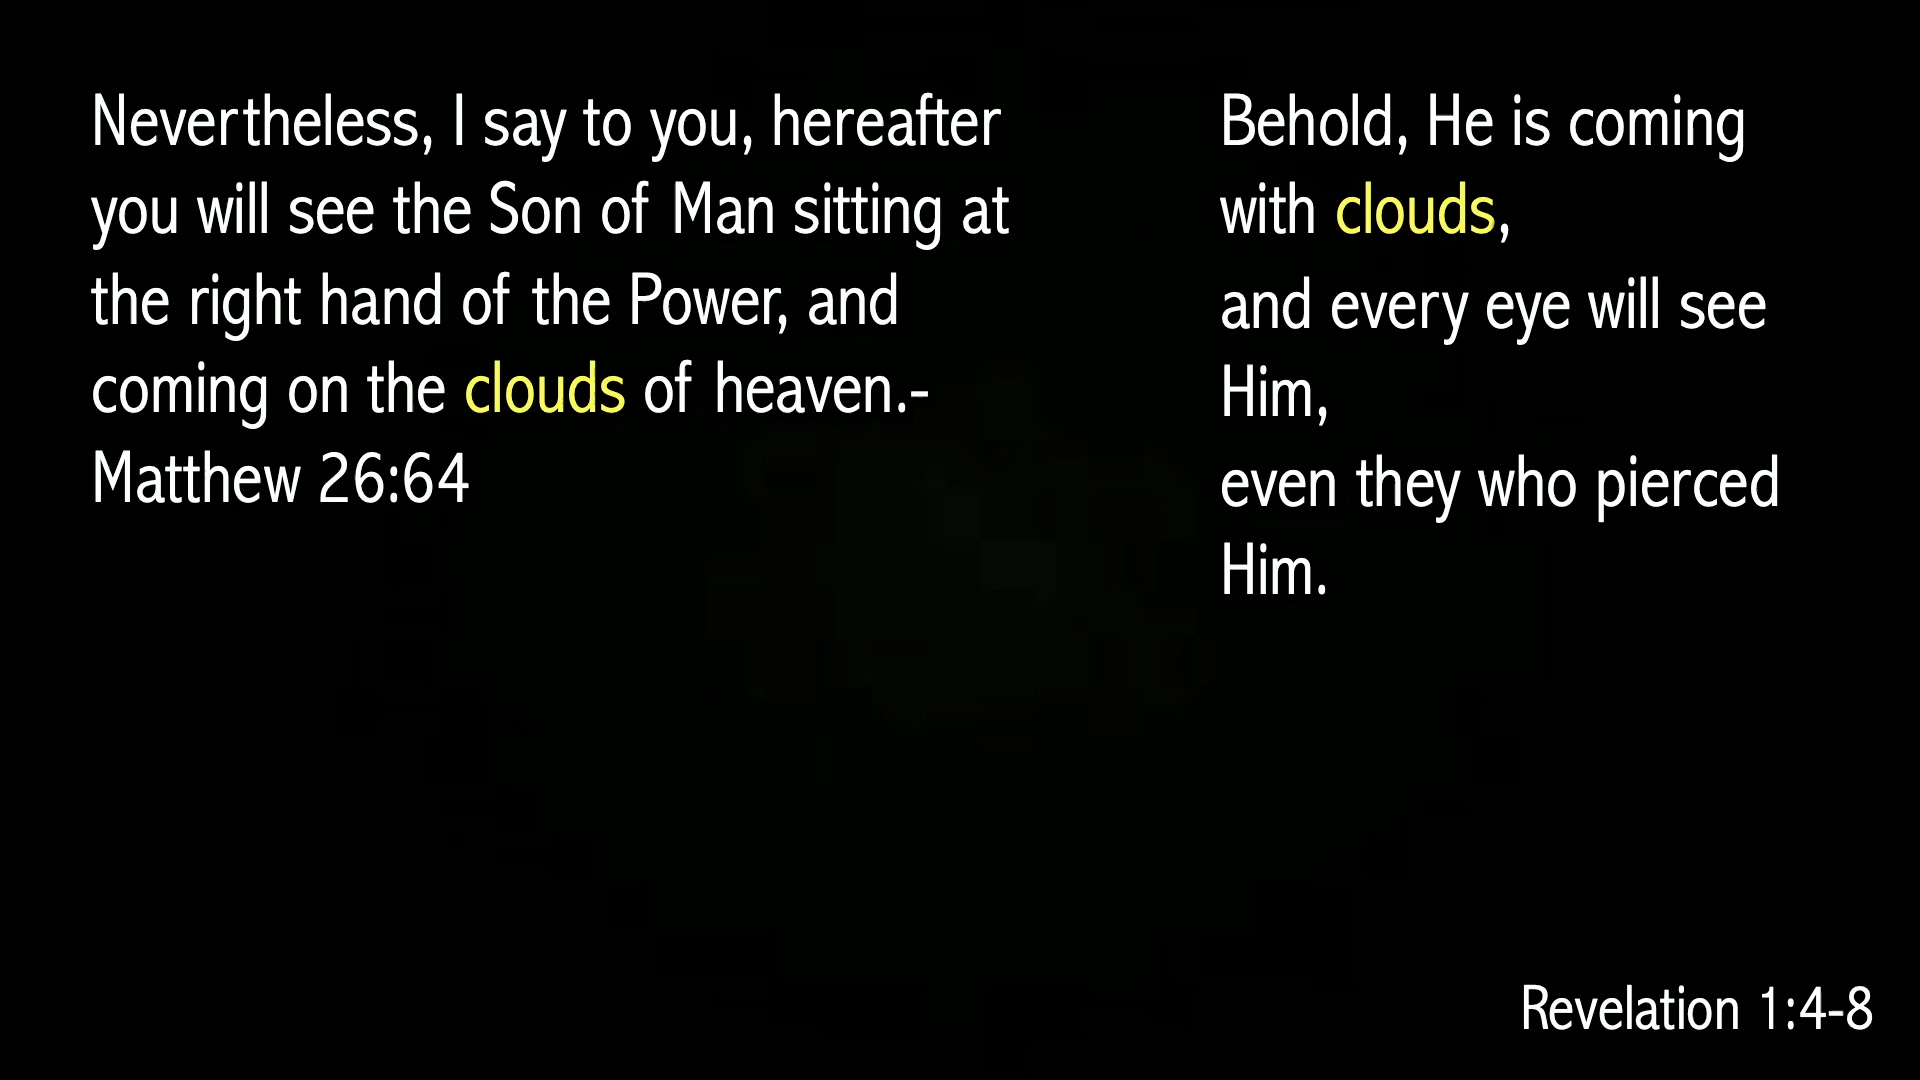 Nevertheless, I say to you, hereafter
you will see the Son of Man sitting at
the right hand of the Power, and
coming on the clouds of heaven.-
Matthew 26:64
Behold, He is coming
with clouds,
and every eye will see
Him,
even they who pierced
Him.
Revelation 1:4-8